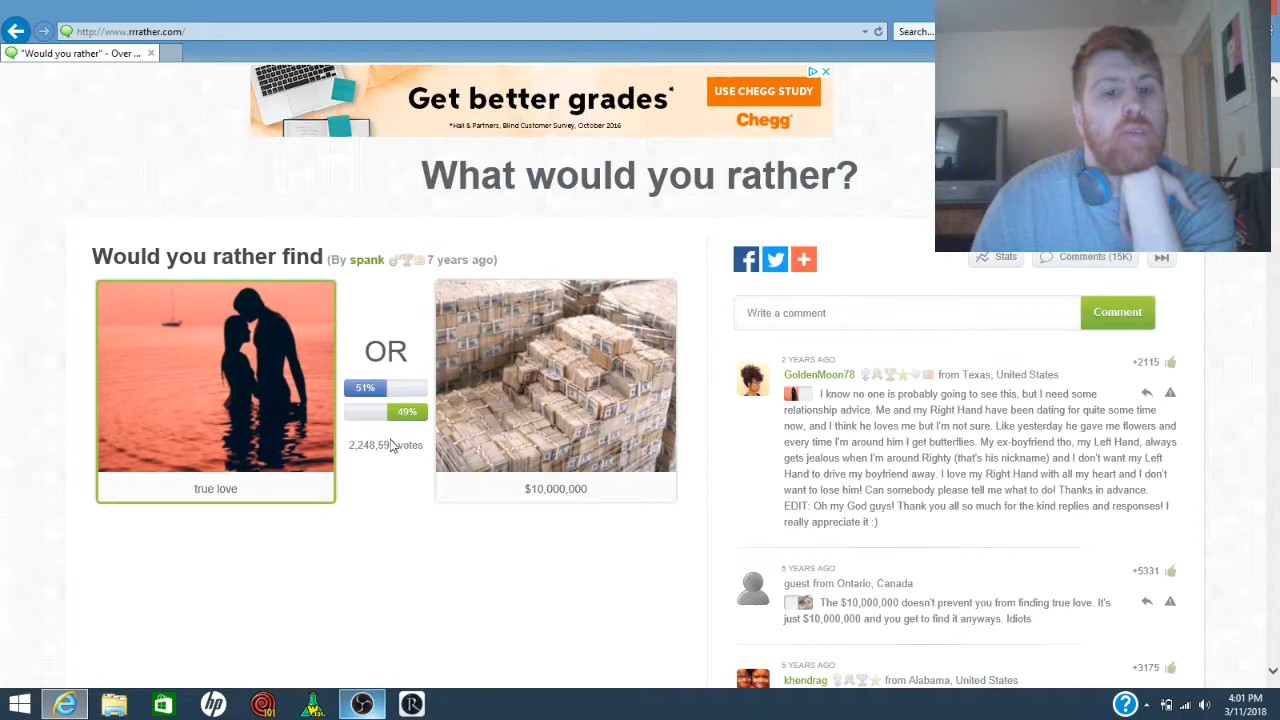 http://www.rrrather.com/
Search...
"Would you rather" - Over ...
Get better grades*
*Hall & Partners, Blind Customer Survey, October 2016
USE CHEGG STUDY
Chegg
What would you rather?
Would you rather find (By spank 7 years ago)
OR
51%
49%
votes
true love
$10,000,000
Stats
Comments (15K)
Write a comment
Comment
2 YEARS AGO
+2115
GoldenMoon78 from Texas, United States
I know no one is probably going to see this, but I need some
relationship advice. Me and my Right Hand have been dating for quite some time
now, and I think he loves me but I'm not sure. Like yesterday he gave me flowers and
every time I'm around him I get butterflies. My ex-boyfriend tho, my Left Hand, always
gets jealous when I'm around Righty (that's his nickname) and I don't want my Left
Hand to drive my boyfriend away. I love my Right Hand with all my heart and I don't
want to lose him! Can somebody please tell me what to do! Thanks in advance.
EDIT: Oh my God guys! Thank you all so much for the kind replies and responses! I
really appreciate it :)
YEARS AGO
+5331
guest from Ontario, Canada
The $10,000,000 doesn't prevent you from finding true love. It's
just $10,000,000 and you get to find it anyways. Idiots
YEARS AGO
+3175
khendrag from Alabama, United States
hp
101
R
?
4:01 PM
3/11/2018